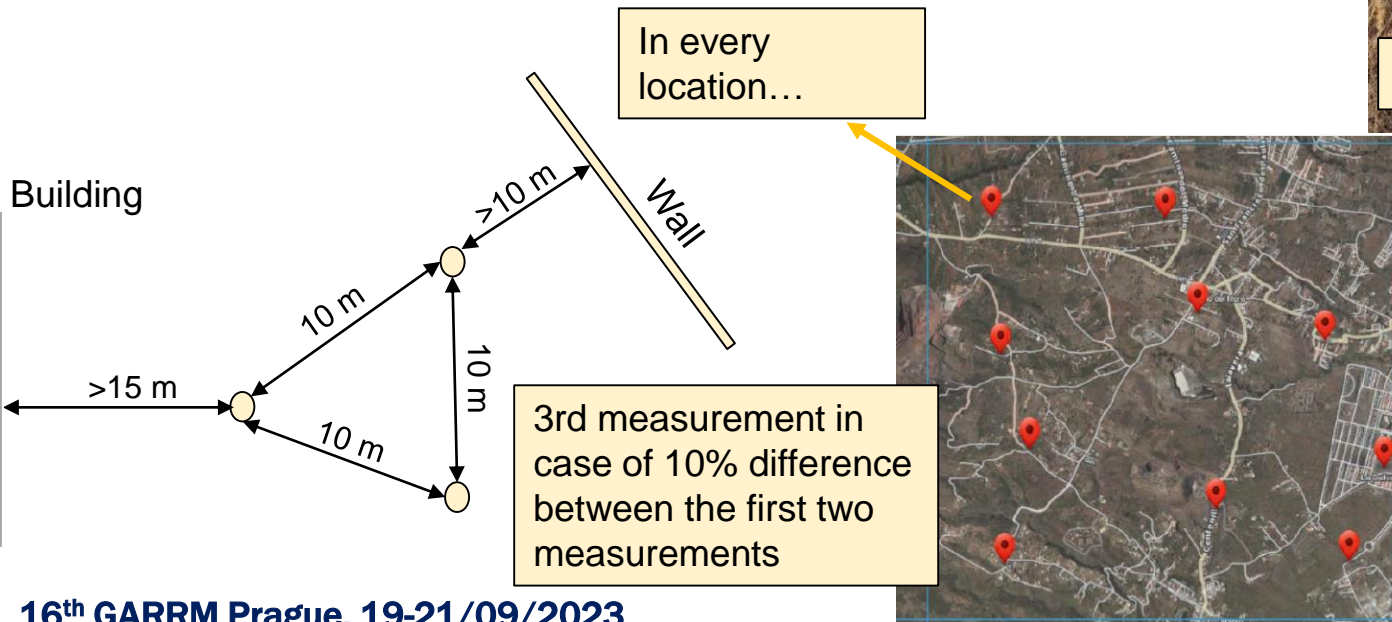 In every
location…
Building
>10 m
Wall
10 m
10 m
>15 m
10 m
3rd measurement in
case of 10% difference
between the first two
measurements
16th GARRM Prague, 19-21/09/2023